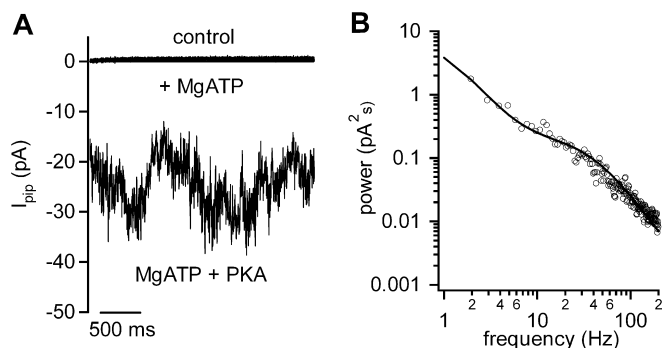 A
control
+ MgATP
MgATP + PKA
I_pip (pA)
0
-10
-20
-30
-40
-50
500 ms
B
power (pA²s)
10
1
0.1
0.01
0.001
1 2 4 6 10 2 4 6 100 2
frequency (Hz)